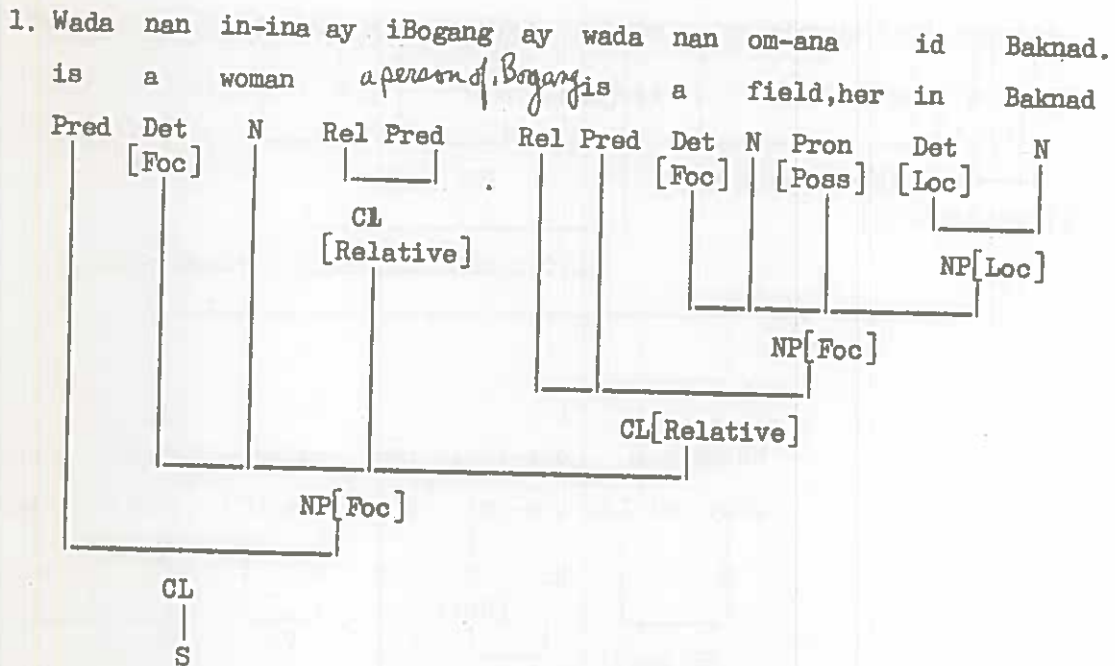 1. Wada nan in-ina ay iBogang ay wada nan om-ana id Baknad.
is a woman a person of Bogang is a field,her in Baknad
Pred Det N Rel Pred Rel Pred Det N Pron Det N
[Foc] [Foc] [Poss] [Loc]
Cl
[Relative]
NP[Loc]
NP[Foc]
CL[Relative]
NP[Foc]
CL
S